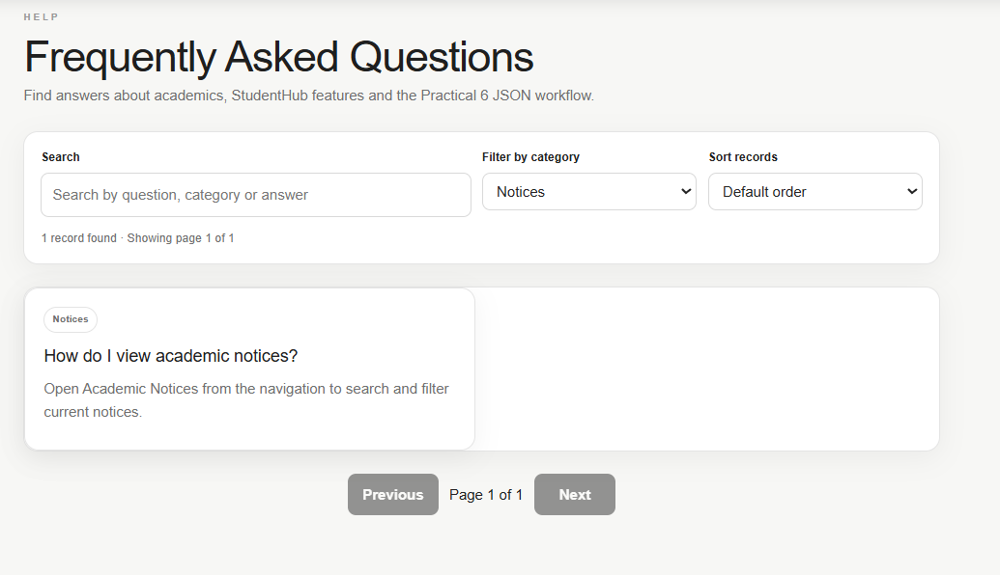 HELP
Frequently Asked Questions
Find answers about academics, StudentHub features and the Practical 6 JSON workflow.
Search
Filter by category
Sort records
Search by question, category or answer
Notices
Default order
1 record found · Showing page 1 of 1
Notices
How do I view academic notices?
Open Academic Notices from the navigation to search and filter
current notices.
Previous
Page 1 of 1
Next